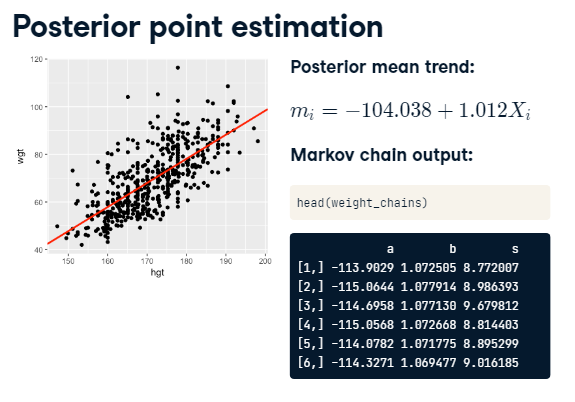 Posterior point estimation
120
100
80
60
40
wgt
150
160
170
180
190
200
hgt
Posterior mean trend:
mᵢ = −104.038 + 1.012Xᵢ
Markov chain output:
head(weight_chains)
a b s
[1,] -113.9029 1.072505 8.772007
[2,] -115.0644 1.077914 8.986393
[3,] -114.6958 1.077130 9.679812
[4,] -115.0568 1.072668 8.814403
[5,] -114.0782 1.071775 8.895299
[6,] -114.3271 1.069477 9.016185